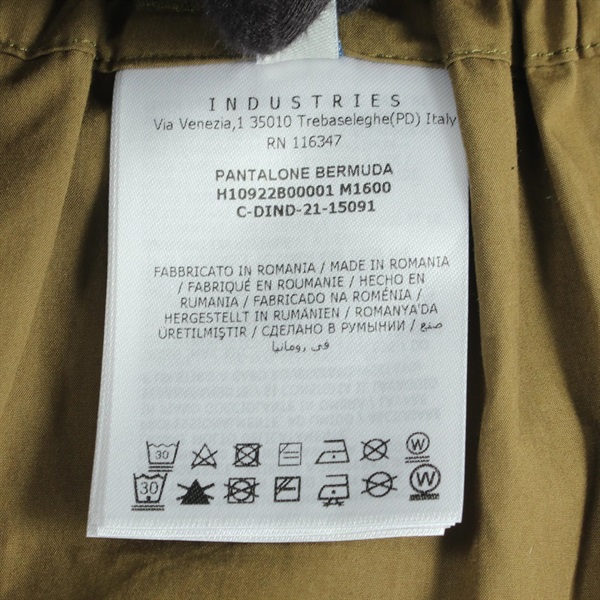 INDUSTRIES
Via Venezia,1 35010 Trebaseleghe(PD) Italy
RN 116347
PANTALONE BERMUDA
H10922B00001 M1600
C-DIND-21-15091
FABBRICATO IN ROMANIA / MADE IN ROMANIA
/ FABRIQUÉ EN ROUMANIE / HECHO EN
RUMANIA / FABRICADO NA ROMÉNIA /
HERGESTELLT IN RUMÄNIEN / ROMANYA'DA
ÜRETILMIŞTIR / СДЕЛАНО В РУМЫНИИ / صنع
في رومانيا
30 W
30 W